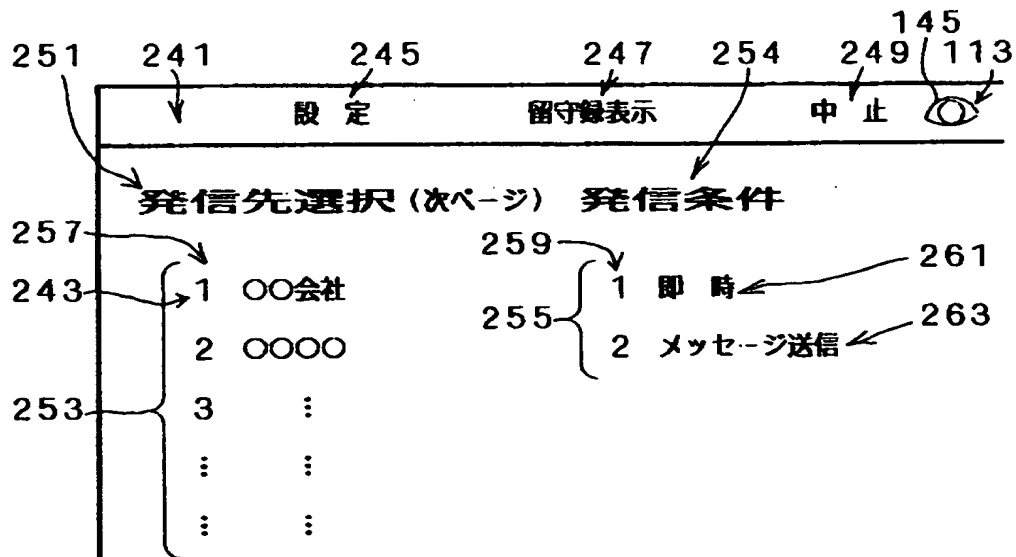 145
251 241 245 247 254 249 113
設 定 留守録表示 中 止
発信先選択(次ページ) 発信条件
257 259 261
243 1 ○○会社 1 即 時
255 263
2 ○○○○ 2 メッセージ送信
253 3 ⋮
⋮ ⋮
⋮ ⋮